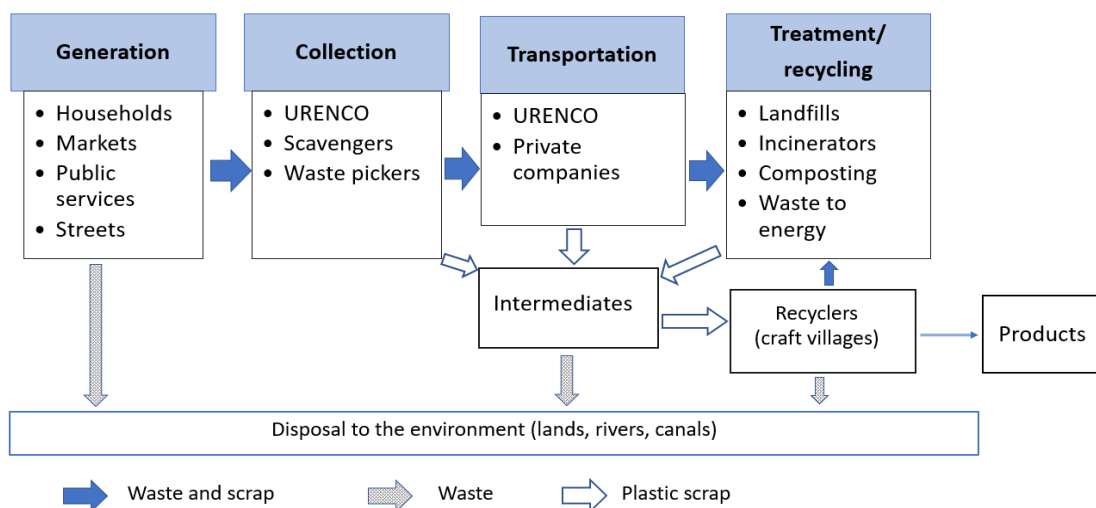 Generation
• Households
• Markets
• Public
services
• Streets
Collection
• URENCO
• Scavengers
• Waste pickers
Transportation
• URENCO
• Private
companies
Treatment/
recycling
• Landfills
• Incinerators
• Composting
• Waste to
energy
Intermediates
Recyclers
(craft villages)
Products
Disposal to the environment (lands, rivers, canals)
Waste and scrap
Waste
Plastic scrap